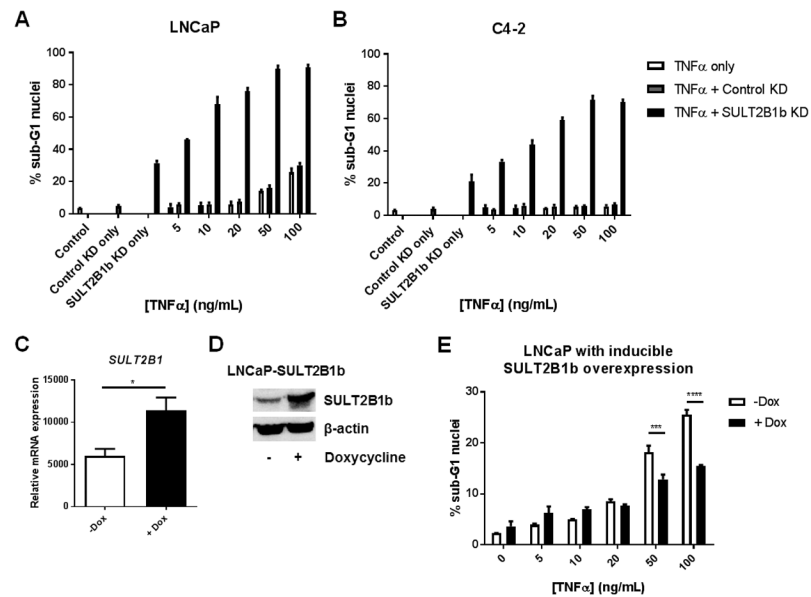 A
LNCaP
% sub-G1 nuclei
100
80
60
40
20
0
Control
Control KD only
SULT2B1b KD only
5
10
20
50
100
[TNFα] (ng/mL)
B
C4-2
% sub-G1 nuclei
100
80
60
40
20
0
Control
Control KD only
SULT2B1b KD only
5
10
20
50
100
[TNFα] (ng/mL)
TNFα only
TNFα + Control KD
TNFα + SULT2B1b KD
C
SULT2B1
*
Relative mRNA expression
15000
10000
5000
0
-Dox
+ Dox
D
LNCaP-SULT2B1b
SULT2B1b
β-actin
- + Doxycycline
E
LNCaP with inducible
SULT2B1b overexpression
% sub-G1 nuclei
30
20
10
0
***
****
-Dox
+ Dox
0
5
10
20
50
100
[TNFα] (ng/mL)